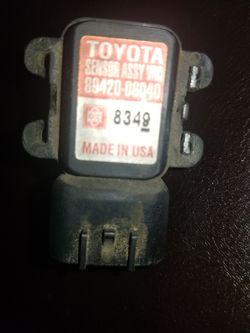 TOYOTA
SENSOR ASSY VAC
89420-06040
8349
MADE IN USA